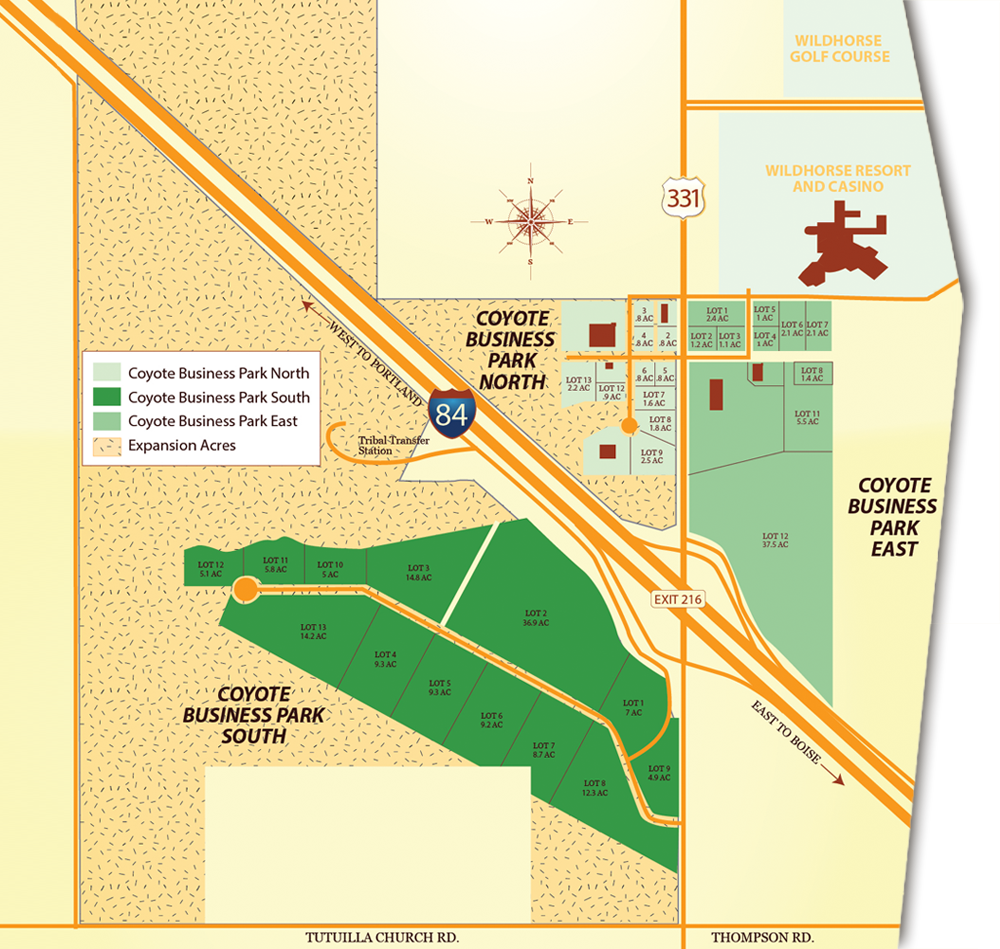 WILDHORSE
GOLF COURSE
WILDHORSE RESORT
AND CASINO
331
N
W
E
S
COYOTE
BUSINESS
PARK
NORTH
3
.8 AC
4
.8 AC
2
.8 AC
LOT 1
2.4 AC
LOT 2
1.2 AC
LOT 3
1.1 AC
LOT 5
1 AC
LOT 4
1 AC
LOT 6
2.1 AC
LOT 7
2.1 AC
LOT 13
2.2 AC
LOT 12
.9 AC
6
.8 AC
5
.8 AC
LOT 7
1.6 AC
LOT 8
1.8 AC
LOT 9
2.5 AC
LOT 8
1.4 AC
LOT 11
5.5 AC
LOT 12
37.5 AC
COYOTE
BUSINESS
PARK
EAST
WEST TO PORTLAND
84
Coyote Business Park North
Coyote Business Park South
Coyote Business Park East
Expansion Acres
Tribal Transfer
Station
EXIT 216
LOT 12
5.1 AC
LOT 11
5.8 AC
LOT 10
5 AC
LOT 3
14.8 AC
LOT 2
36.9 AC
LOT 13
14.2 AC
LOT 4
9.3 AC
LOT 5
9.3 AC
LOT 6
9.2 AC
LOT 7
8.7 AC
LOT 8
12.3 AC
LOT 1
7 AC
LOT 9
4.9 AC
COYOTE
BUSINESS PARK
SOUTH
EAST TO BOISE
TUTUILLA CHURCH RD.
THOMPSON RD.